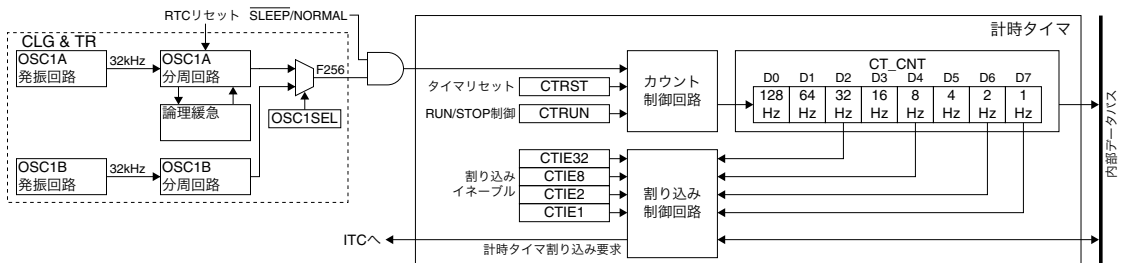 RTCリセット SLEEP/NORMAL
計時タイマ
CLG & TR
OSC1A
発振回路
32kHz
OSC1A
分周回路
F256
論理緩急
OSC1SEL
OSC1B
発振回路
32kHz
OSC1B
分周回路
タイマリセット
CTRST
RUN/STOP制御
CTRUN
カウント
制御回路
CT_CNT
D0 D1 D2 D3 D4 D5 D6 D7
128 64 32 16 8 4 2 1
Hz Hz Hz Hz Hz Hz Hz Hz
割り込み
イネーブル
CTIE32
CTIE8
CTIE2
CTIE1
割り込み
制御回路
ITCへ
計時タイマ割り込み要求
内部データバス